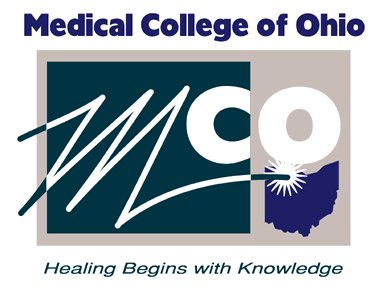 Medical College of Ohio
MCO
Healing Begins with Knowledge